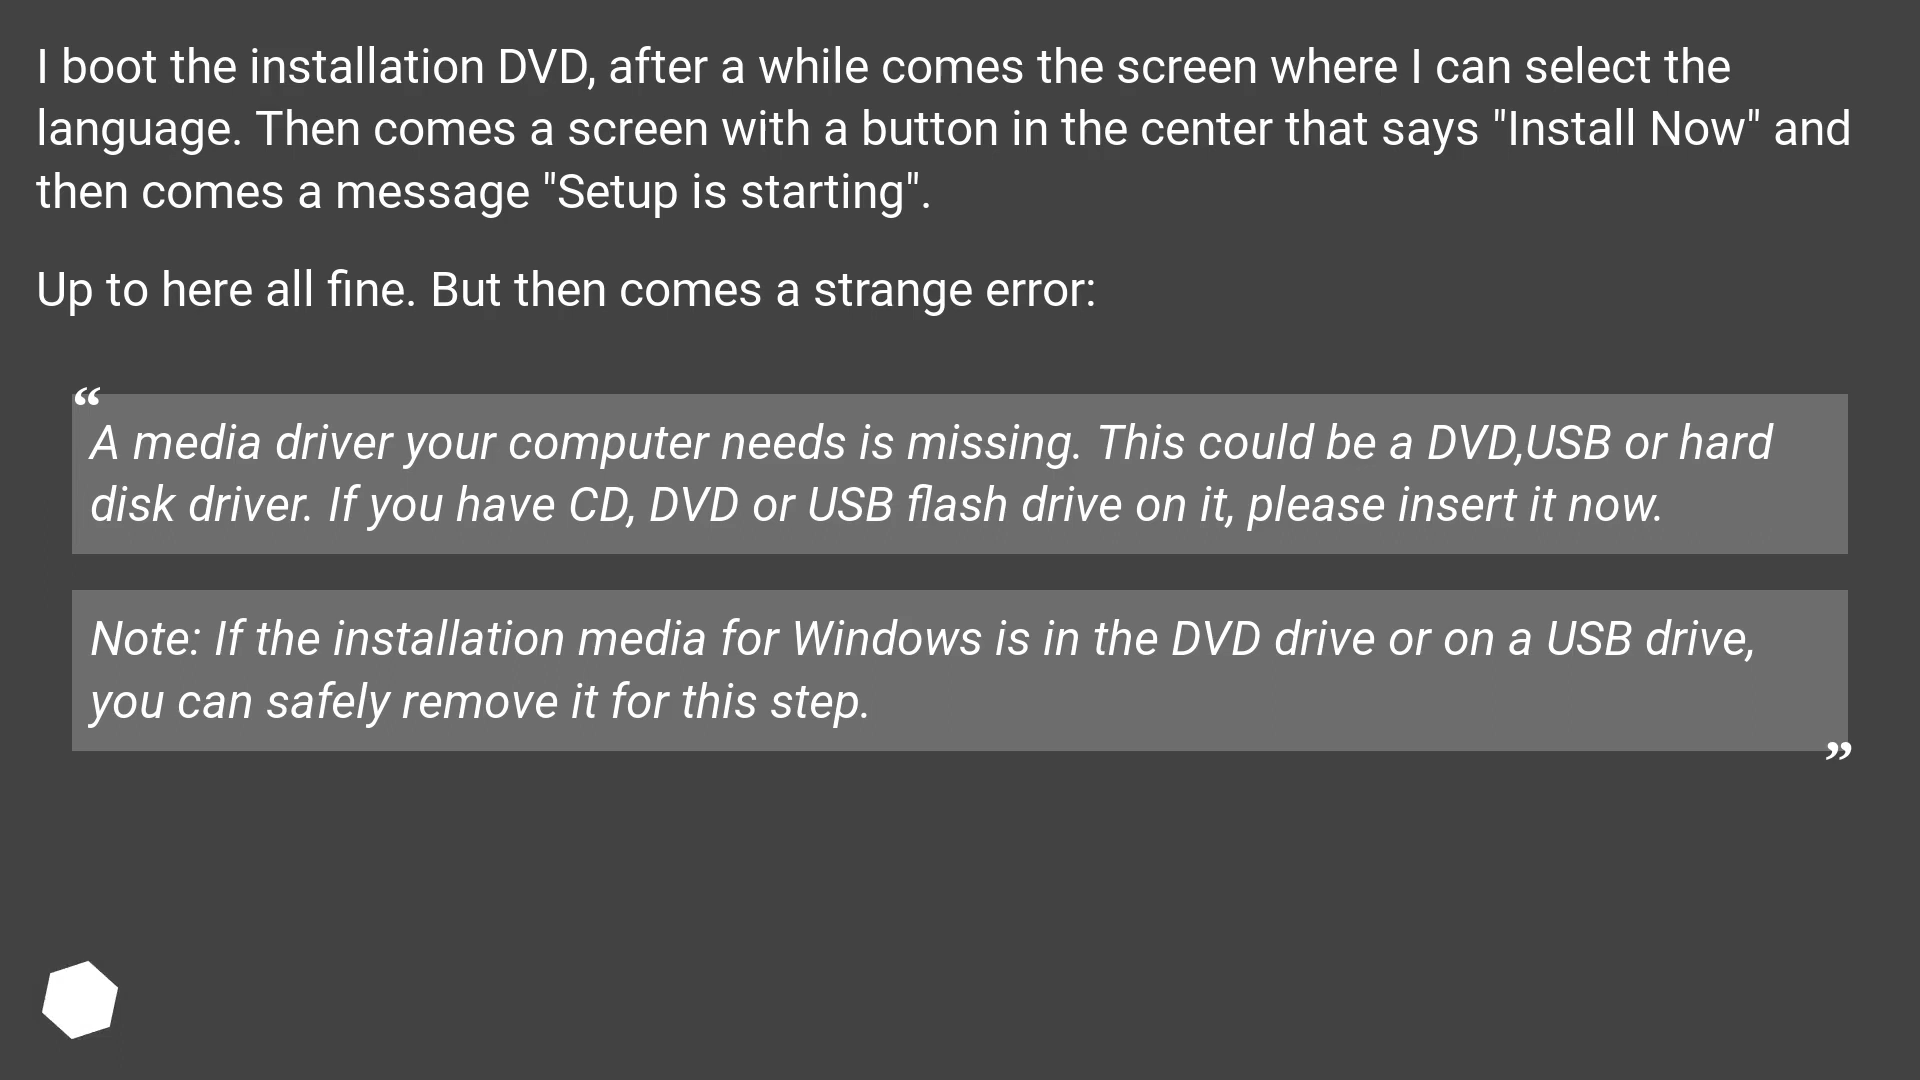 I boot the installation DVD, after a while comes the screen where I can select the
language. Then comes a screen with a button in the center that says "Install Now" and
then comes a message "Setup is starting".
Up to here all fine. But then comes a strange error:
“
A media driver your computer needs is missing. This could be a DVD,USB or hard
disk driver. If you have CD, DVD or USB flash drive on it, please insert it now.
Note: If the installation media for Windows is in the DVD drive or on a USB drive,
you can safely remove it for this step.
”